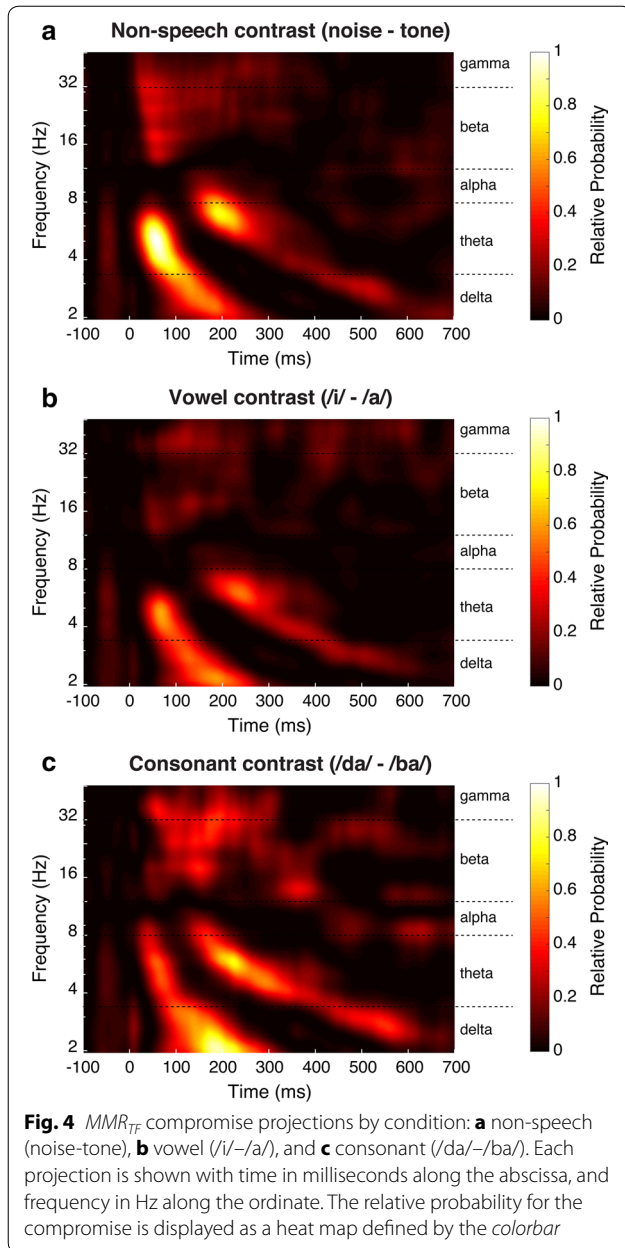 a
Non-speech contrast (noise - tone)
Frequency (Hz)
32
16
8
4
2
-100 0 100 200 300 400 500 600 700
Time (ms)
gamma
beta
alpha
theta
delta
1
0.8
0.6
0.4
0.2
0
Relative Probability
b
Vowel contrast (/i/ - /a/)
Frequency (Hz)
32
16
8
4
2
-100 0 100 200 300 400 500 600 700
Time (ms)
gamma
beta
alpha
theta
delta
1
0.8
0.6
0.4
0.2
0
Relative Probability
c
Consonant contrast (/da/ - /ba/)
Frequency (Hz)
32
16
8
4
2
-100 0 100 200 300 400 500 600 700
Time (ms)
gamma
beta
alpha
theta
delta
1
0.8
0.6
0.4
0.2
0
Relative Probability
Fig. 4 MMR_TF compromise projections by condition: a non-speech
(noise-tone), b vowel (/i/–/a/), and c consonant (/da/–/ba/). Each
projection is shown with time in milliseconds along the abscissa, and
frequency in Hz along the ordinate. The relative probability for the
compromise is displayed as a heat map defined by the colorbar